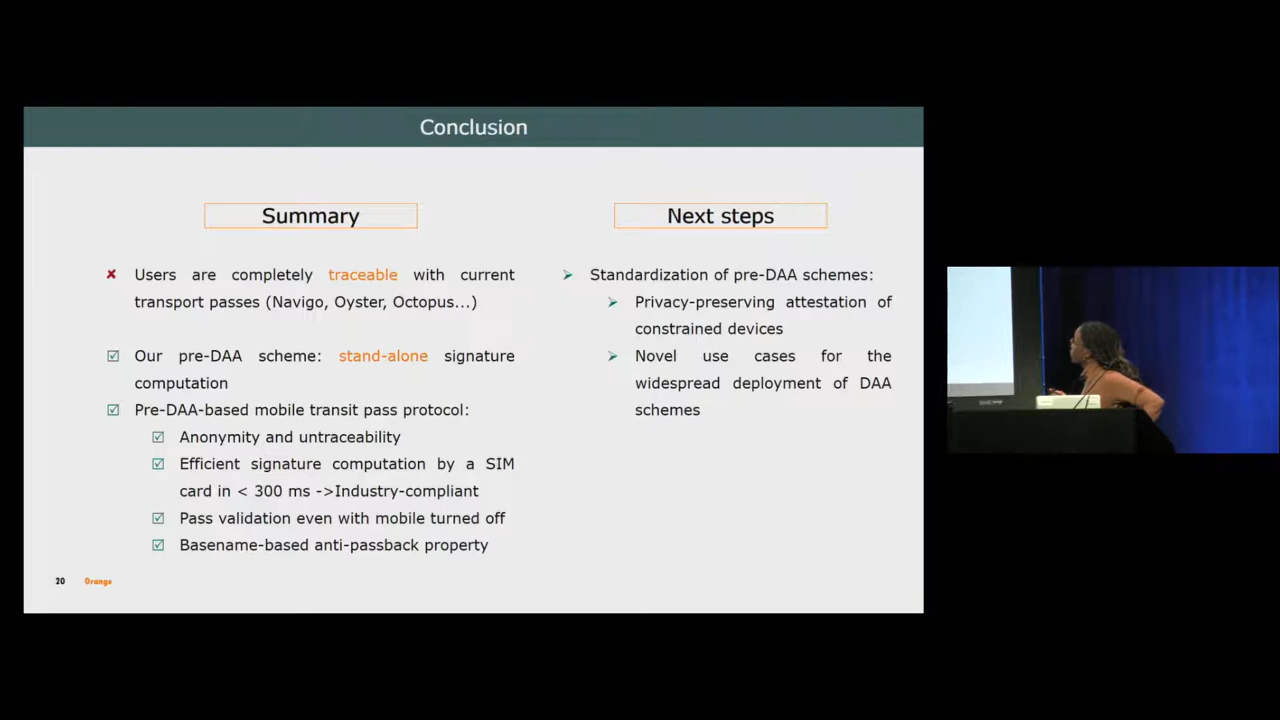 Conclusion
Summary
✘ Users are completely traceable with current
transport passes (Navigo, Oyster, Octopus...)
☑ Our pre-DAA scheme: stand-alone signature
computation
☑ Pre-DAA-based mobile transit pass protocol:
☑ Anonymity and untraceability
☑ Efficient signature computation by a SIM
card in < 300 ms ->Industry-compliant
☑ Pass validation even with mobile turned off
☑ Basename-based anti-passback property
Next steps
➢ Standardization of pre-DAA schemes:
➢ Privacy-preserving attestation of
constrained devices
➢ Novel use cases for the
widespread deployment of DAA
schemes
20 Orange